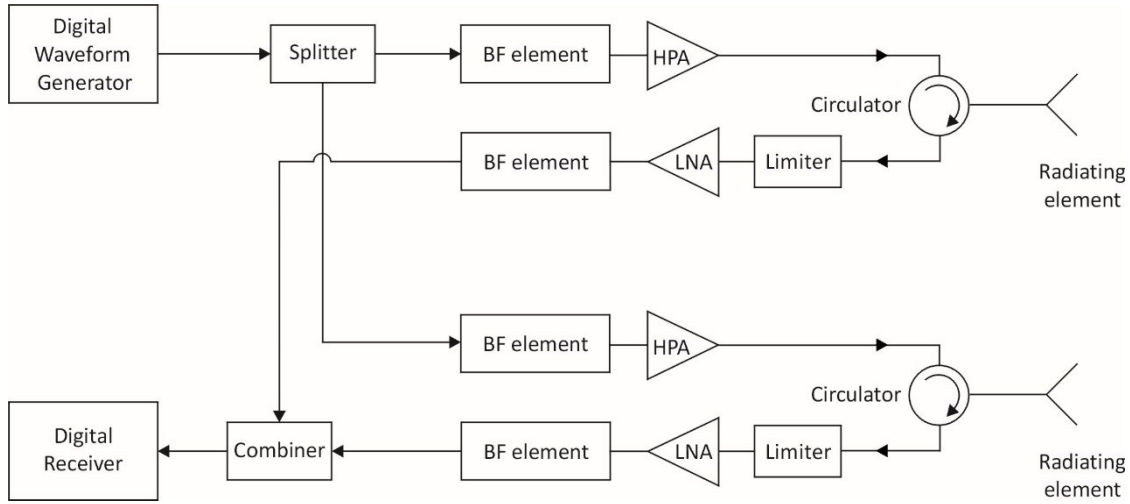 Digital
Waveform
Generator
Splitter
BF element
HPA
Circulator
BF element
LNA
Limiter
Radiating
element
BF element
HPA
Circulator
Digital
Receiver
Combiner
BF element
LNA
Limiter
Radiating
element